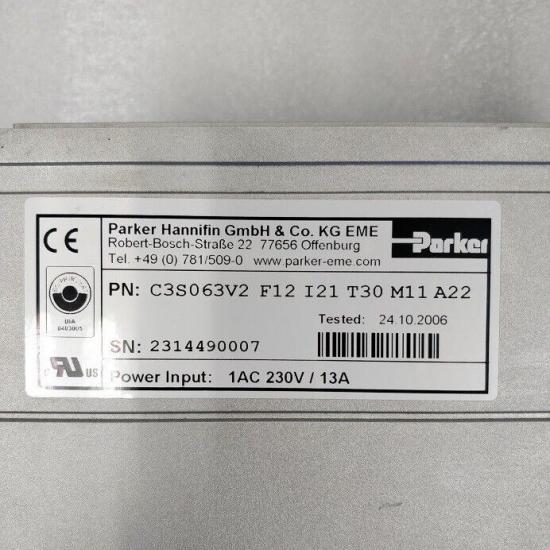 CE
Parker Hannifin GmbH & Co. KG EME
Robert-Bosch-Straße 22 77656 Offenburg
Tel. +49 (0) 781/509-0 www.parker-eme.com
Parker
PN: C3S063V2 F12 I21 T30 M11 A22
Tested: 24.10.2006
SN: 2314490007
Power Input: 1AC 230V / 13A
c RU US